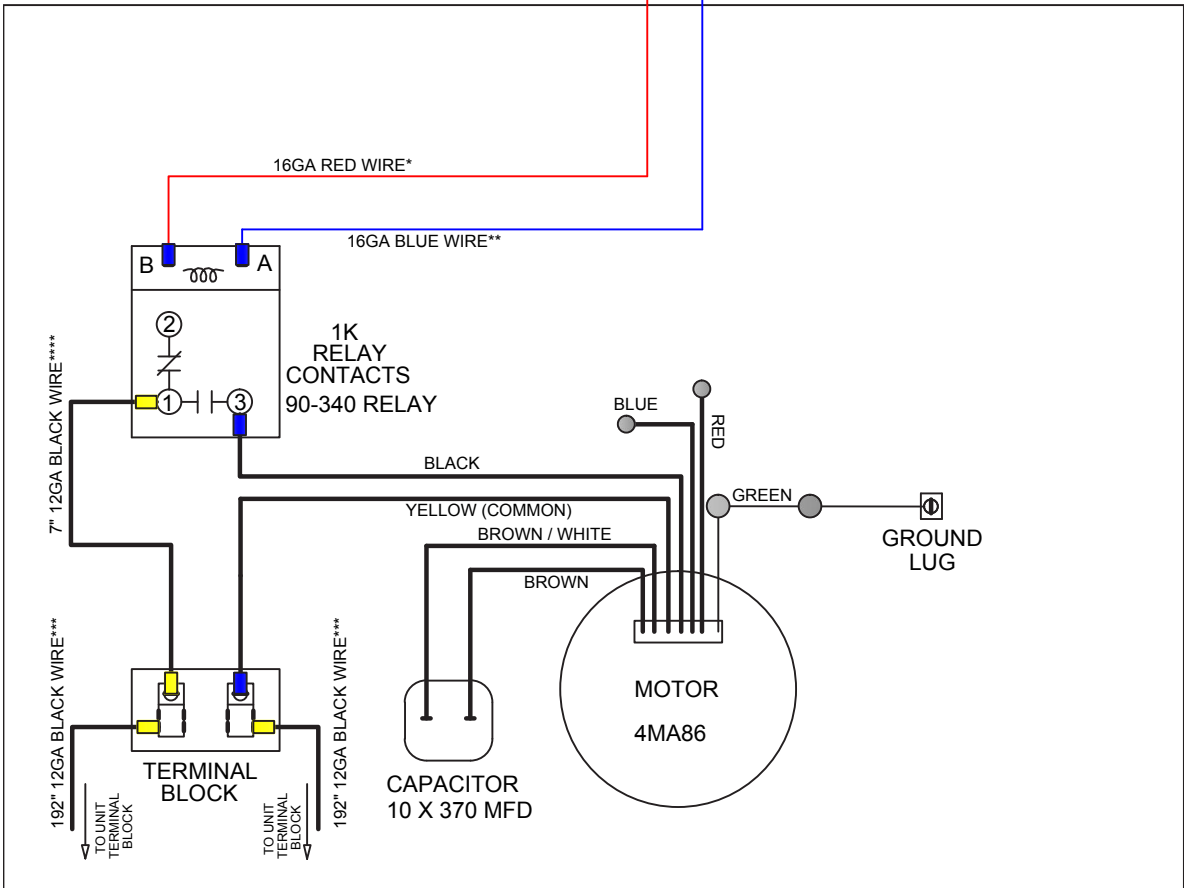 16GA RED WIRE*
16GA BLUE WIRE**
B
A
2
1
3
1K
RELAY
CONTACTS
90-340 RELAY
7" 12GA BLACK WIRE****
BLUE
RED
BLACK
YELLOW (COMMON)
BROWN / WHITE
BROWN
GREEN
GROUND
LUG
MOTOR
4MA86
192" 12GA BLACK WIRE***
192" 12GA BLACK WIRE***
TERMINAL
BLOCK
TO UNIT
TERMINAL
BLOCK
TO UNIT
TERMINAL
BLOCK
CAPACITOR
10 X 370 MFD